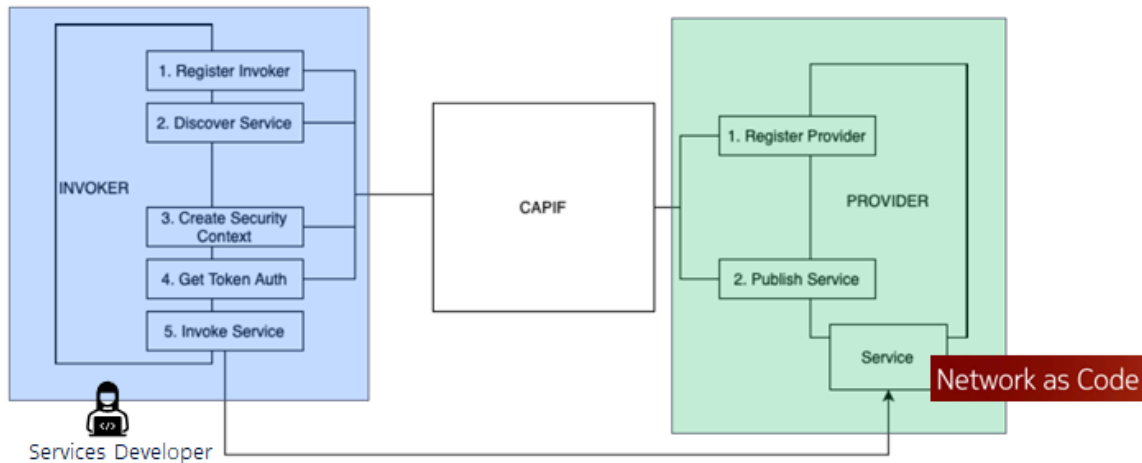 1. Register Invoker
2. Discover Service
INVOKER
3. Create Security
Context
4. Get Token Auth
5. Invoke Service
Services Developer
CAPIF
1. Register Provider
PROVIDER
2. Publish Service
Service
Network as Code